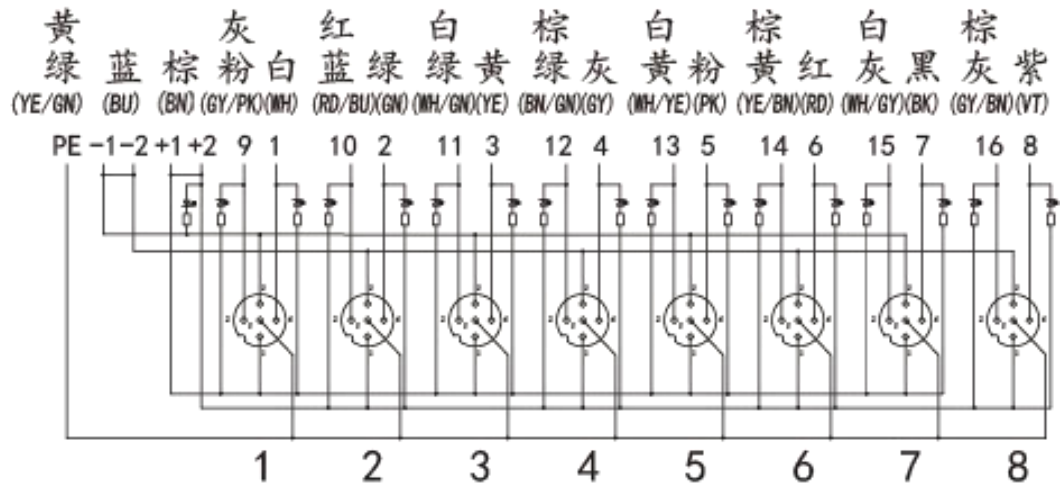 黄 灰 红 白 棕 白 棕 白 棕
绿 蓝 棕 粉 白 蓝 绿 绿 黄 绿 灰 黄 粉 黄 红 灰 黑 灰 紫
(YE/GN) (BU) (BN) (GY/PK)(WH) (RD/BU)(GN) (WH/GN)(YE) (BN/GN)(GY) (WH/YE)(PK) (YE/BN)(RD) (WH/GY)(BK) (GY/BN)(VT)
PE -1 -2 +1 +2 9 1 10 2 11 3 12 4 13 5 14 6 15 7 16 8
1 2 3 4 5 6 7 8